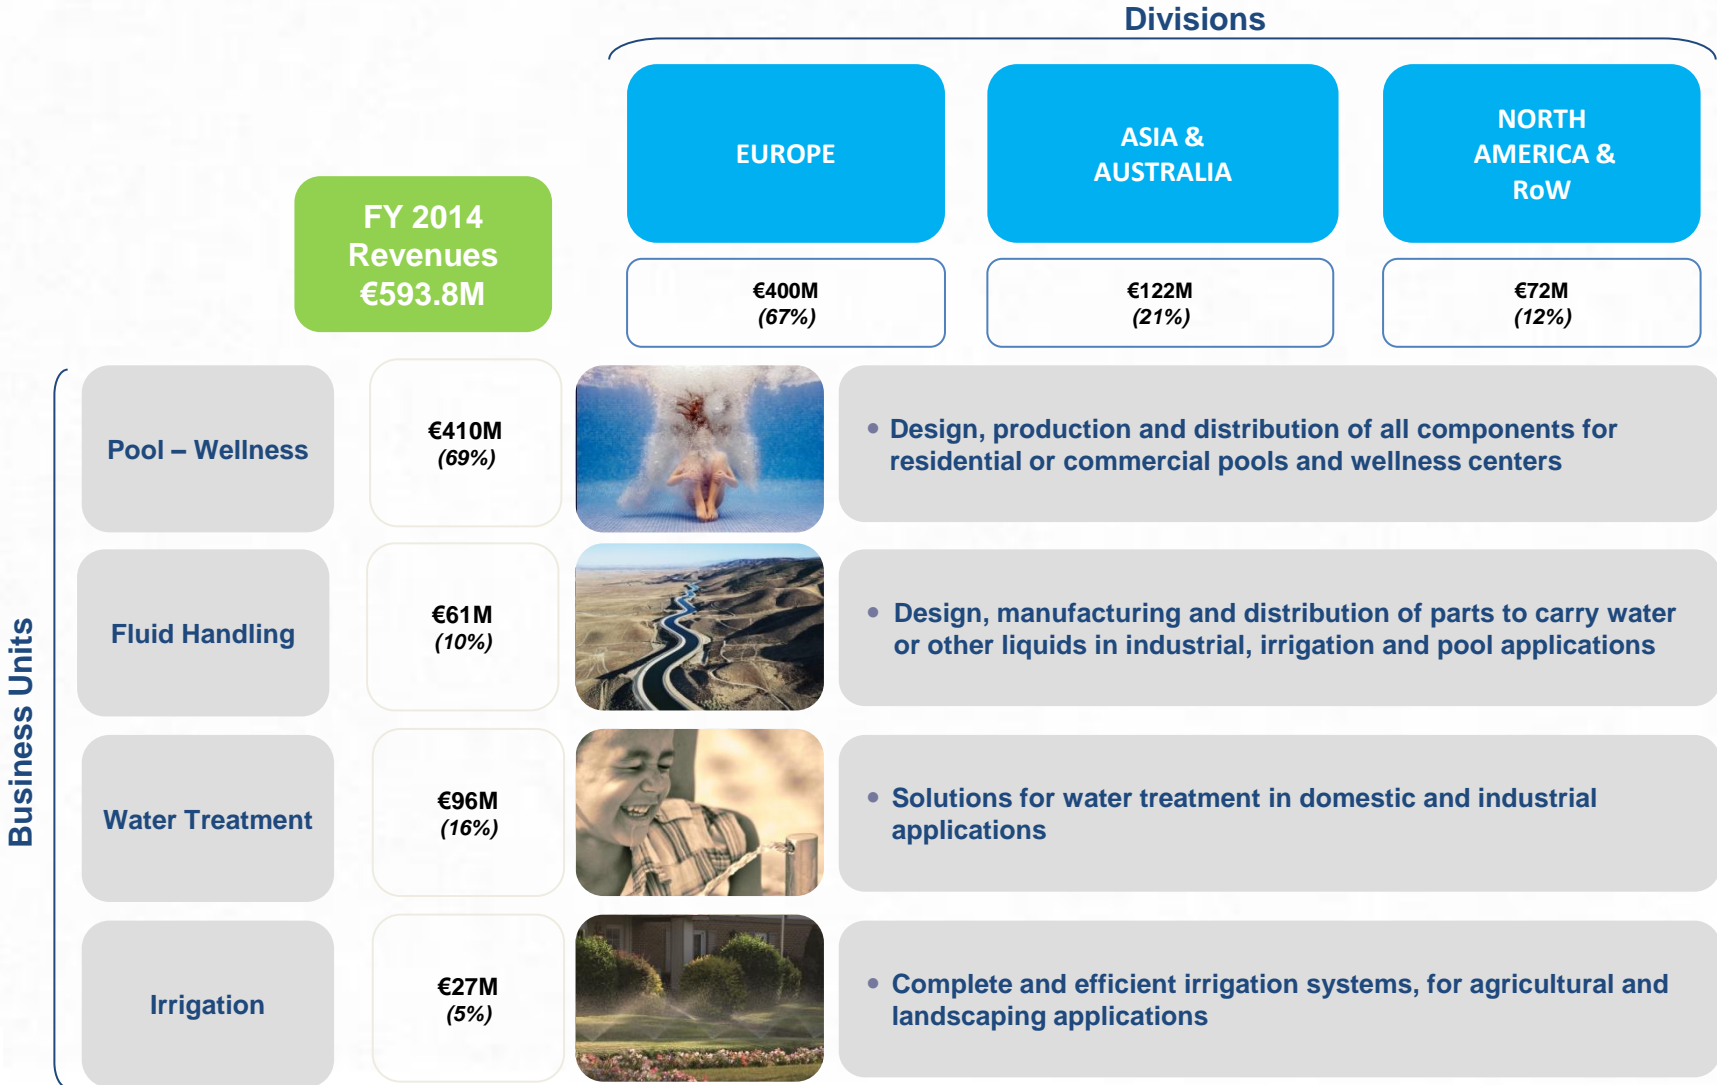 Divisions
EUROPE
ASIA &
AUSTRALIA
NORTH
AMERICA &
RoW
FY 2014
Revenues
€593.8M
€400M
(67%)
€122M
(21%)
€72M
(12%)
Business Units
Pool – Wellness
€410M
(69%)
• Design, production and distribution of all components for
residential or commercial pools and wellness centers
Fluid Handling
€61M
(10%)
• Design, manufacturing and distribution of parts to carry water
or other liquids in industrial, irrigation and pool applications
Water Treatment
€96M
(16%)
• Solutions for water treatment in domestic and industrial
applications
Irrigation
€27M
(5%)
• Complete and efficient irrigation systems, for agricultural and
landscaping applications